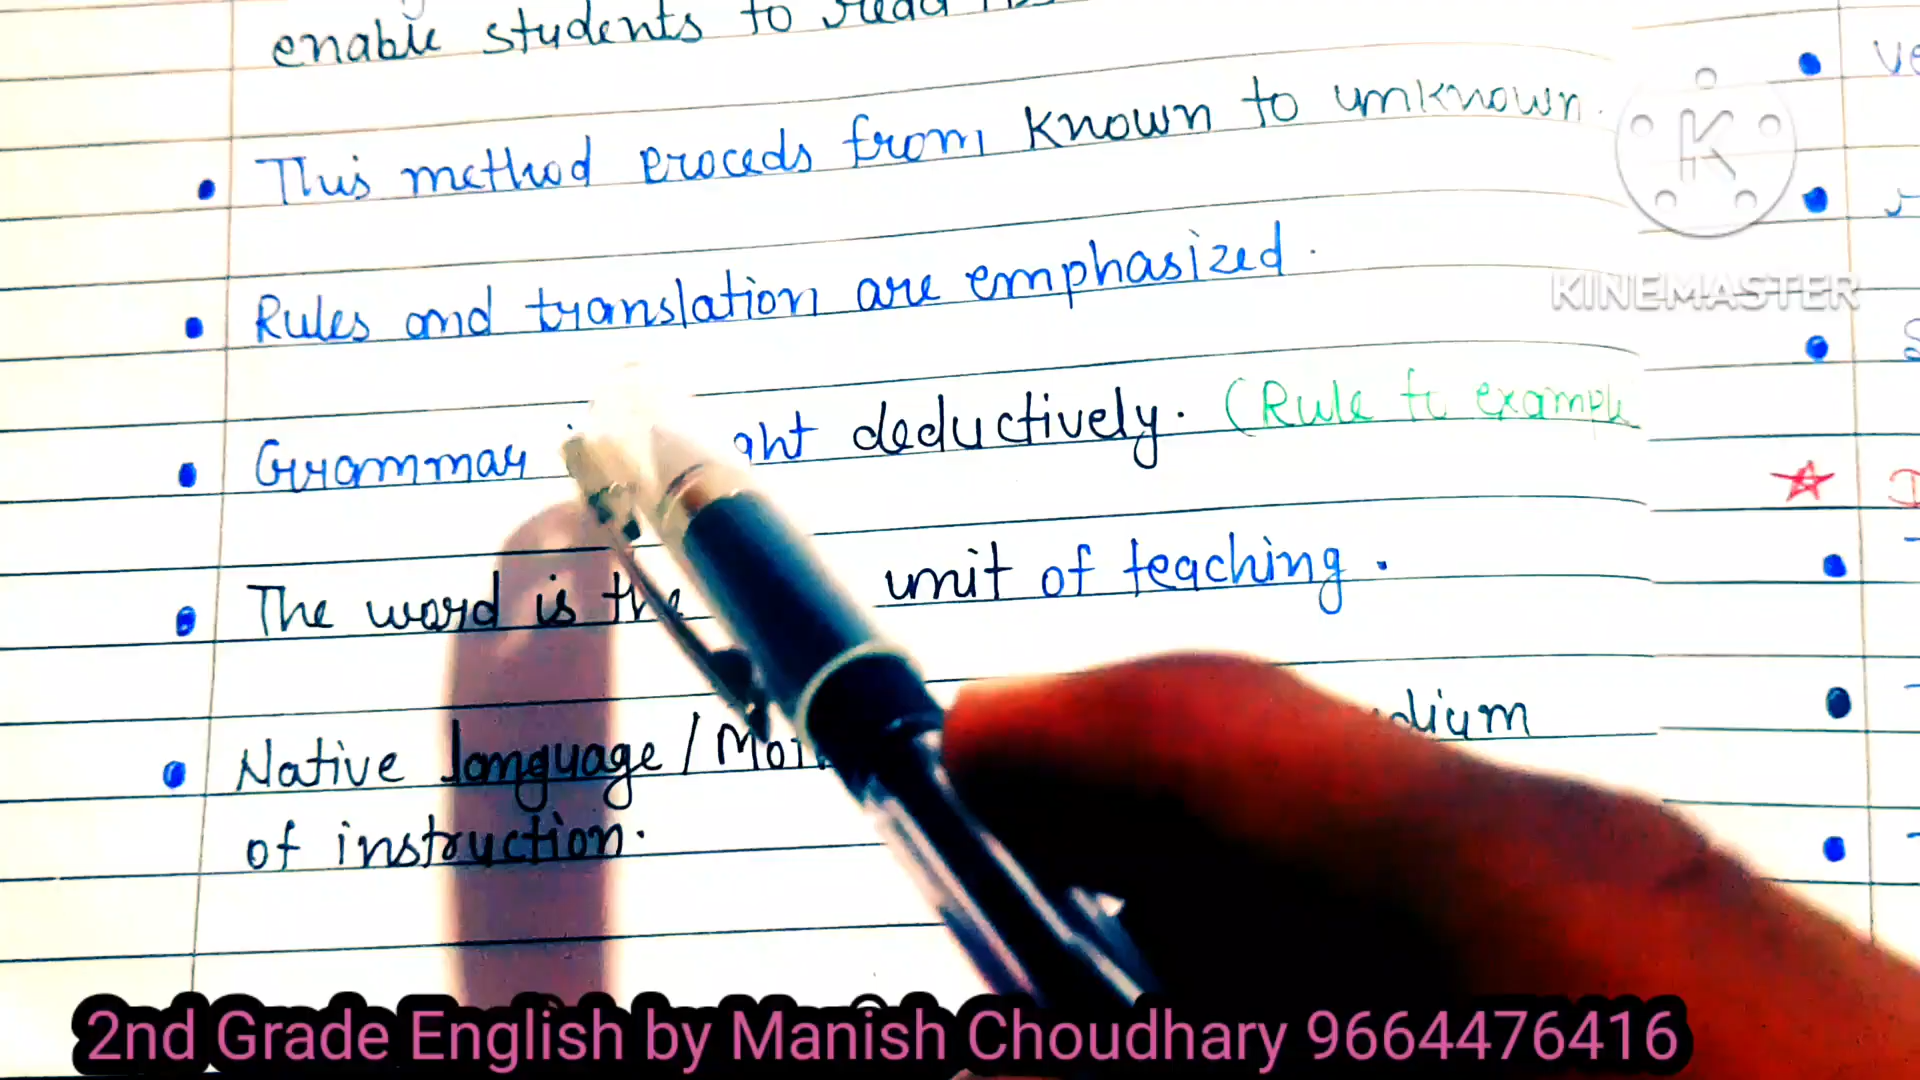 enable students to read
This method proceds from known to unknown.
Rules and translation are emphasized.
Grammar deductively. (Rule to example
The word is the unit of teaching.
Native language /
of instruction.
KINEMASTER
2nd Grade English by Manish Choudhary 9664476416